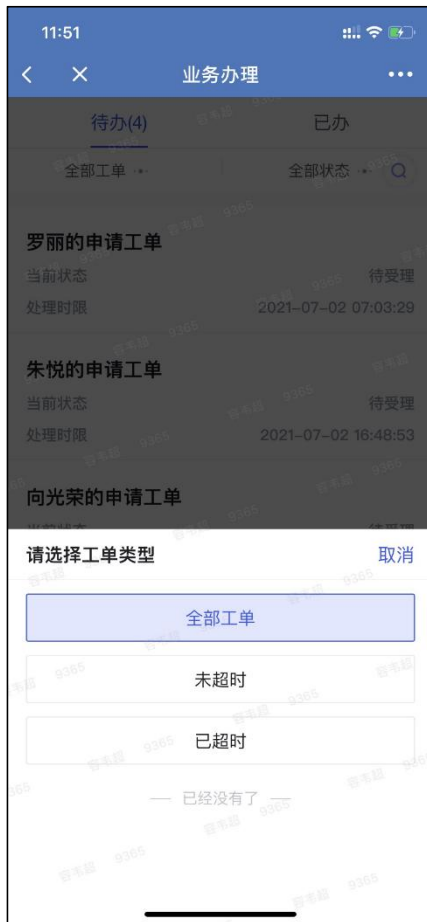 11:51
业务办理
待办(4) 已办
全部工单 全部状态
罗丽的申请工单
当前状态 待受理
处理时限 2021-07-02 07:03:29
朱悦的申请工单
当前状态 待受理
处理时限 2021-07-02 16:48:53
向光荣的申请工单
请选择工单类型 取消
全部工单
未超时
已超时
已经没有了